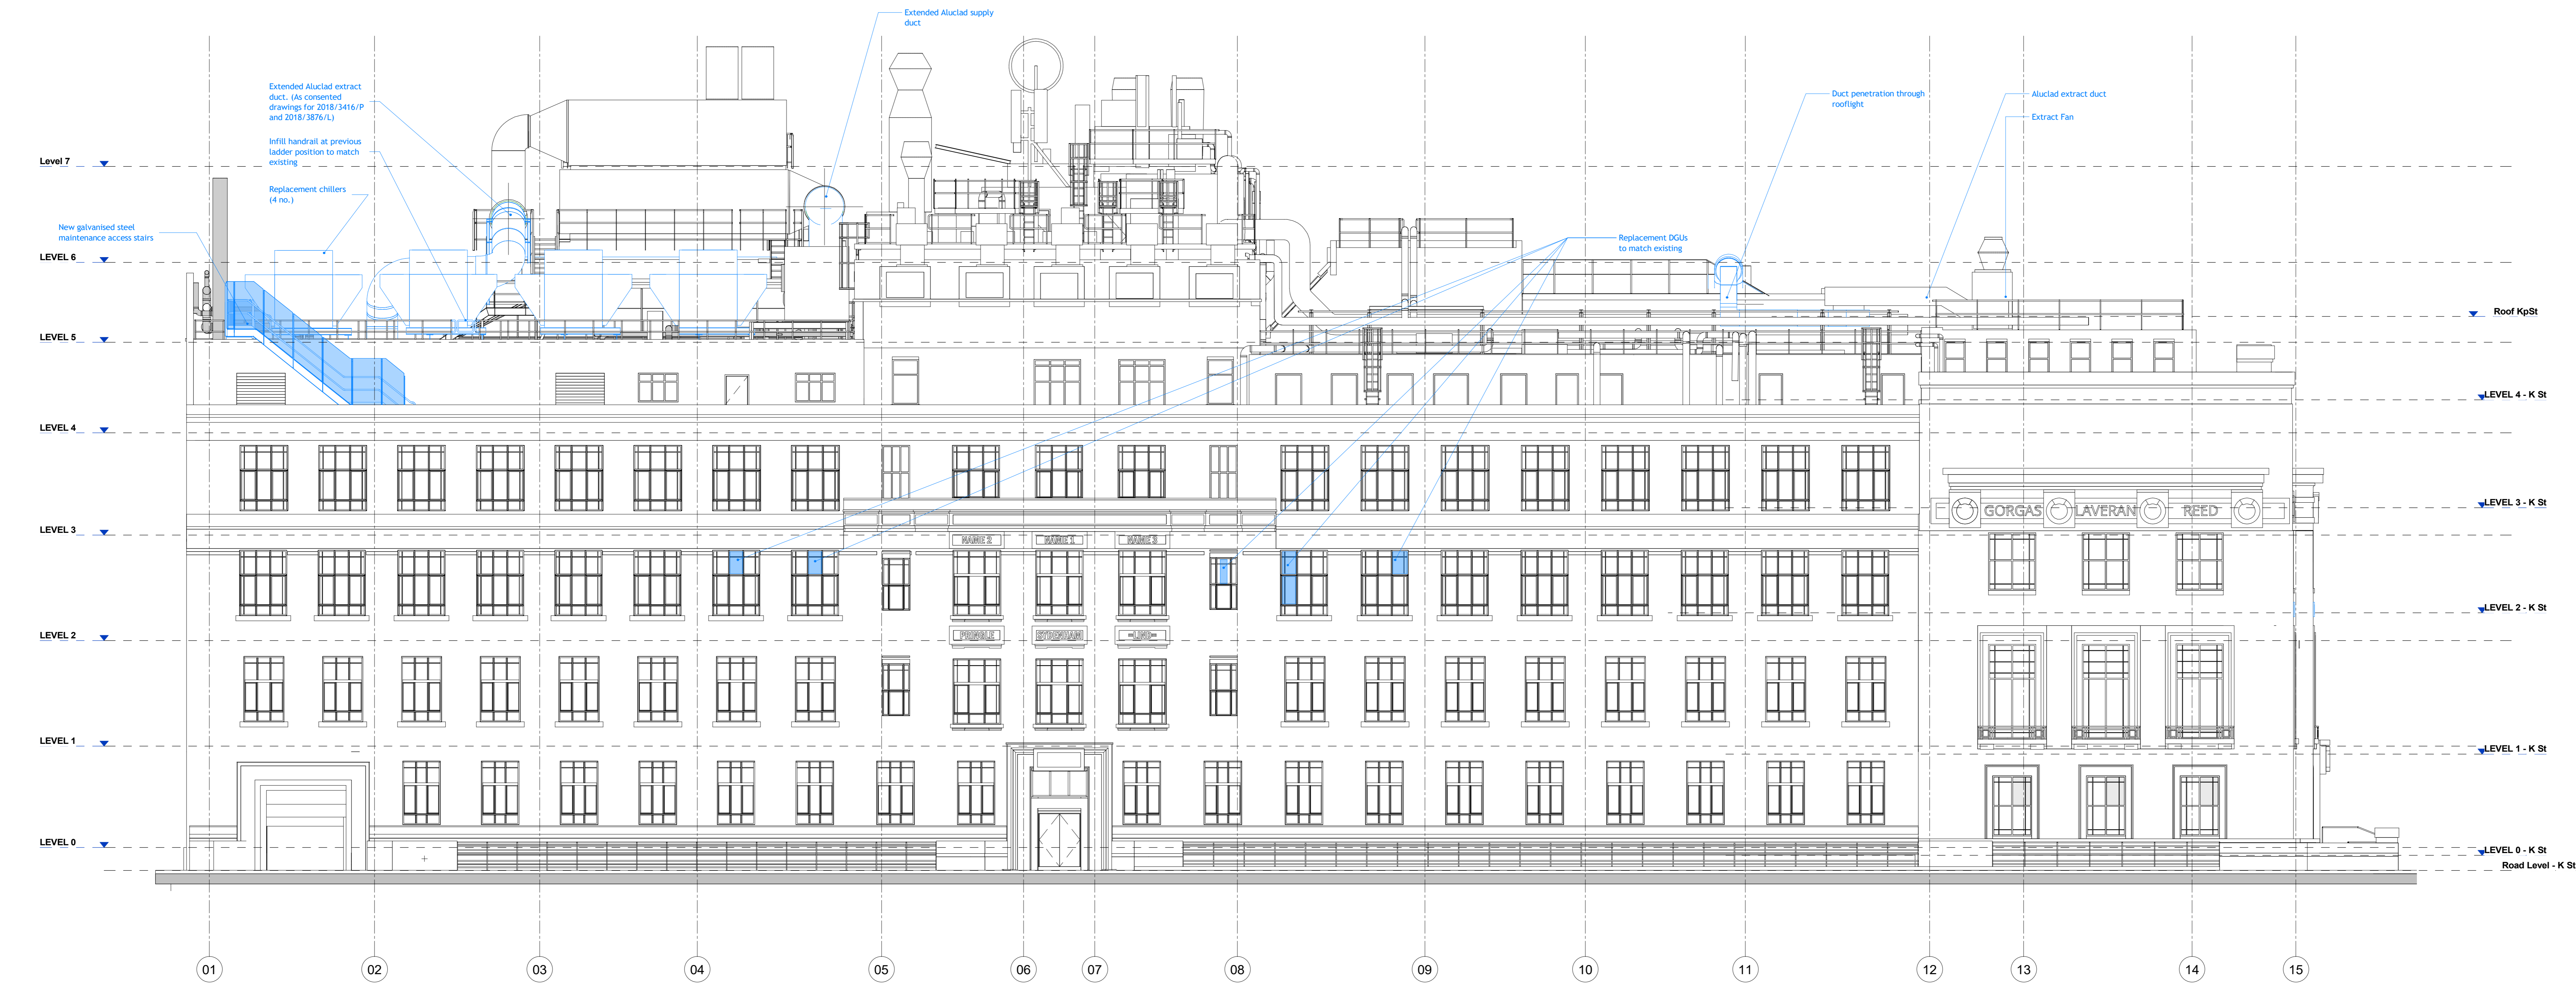 Extended Aluclad supply
duct
Extended Aluclad extract
duct. (As consented
drawings for 2018/3416/P
and 2018/3876/L)
Infill handrail at previous
ladder position to match
existing
Replacement chillers
(4 no.)
New galvanised steel
maintenance access stairs
Duct penetration through
rooflight
Aluclad extract duct
Extract Fan
Replacement DGUs
to match existing
Level 7
LEVEL 6
LEVEL 5
LEVEL 4
LEVEL 3
LEVEL 2
LEVEL 1
LEVEL 0
Roof KpSt
LEVEL 4 - K St
LEVEL 3 - K St
LEVEL 2 - K St
LEVEL 1 - K St
LEVEL 0 - K St
Road Level - K St
GORGAS LAVERAN REED
NAME 2 NAME 1 NAME 3
PRINGLE SYDENHAM =LIND=
01 02 03 04 05 06 07 08 09 10 11 12 13 14 15